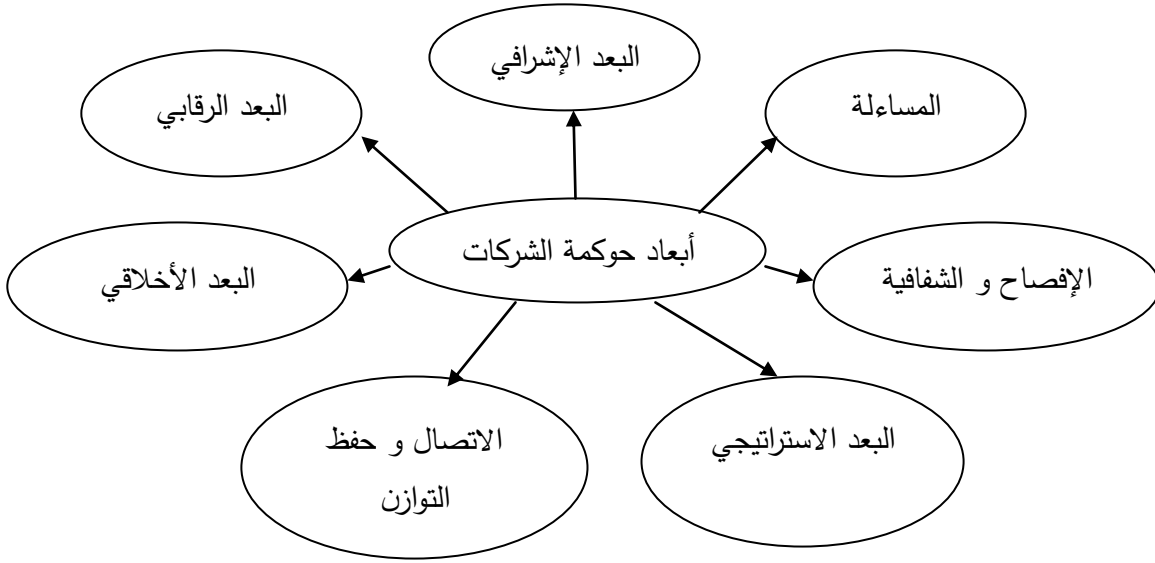 البعد الإشرافي
المساءلة
البعد الرقابي
أبعاد حوكمة الشركات
الإفصاح و الشفافية
البعد الأخلاقي
البعد الاستراتيجي
الاتصال و حفظ
التوازن